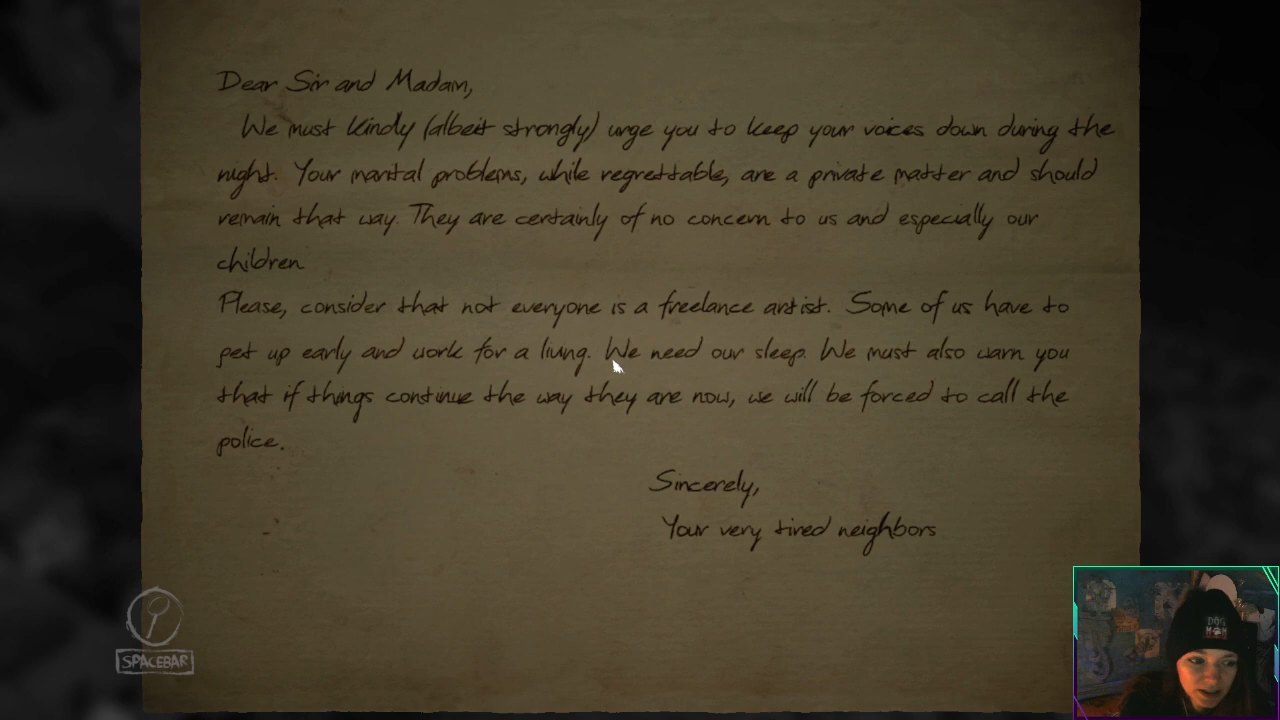 Dear Sir and Madam,
We must kindly (albeit strongly) urge you to keep your voices down during the
night. Your marital problems, while regrettable, are a private matter and should
remain that way. They are certainly of no concern to us and especially our
children.
Please, consider that not everyone is a freelance artist. Some of us have to
get up early and work for a living. We need our sleep. We must also warn you
that if things continue the way they are now, we will be forced to call the
police.
Sincerely,
Your very tired neighbors
SPACEBAR
DOG
MOM